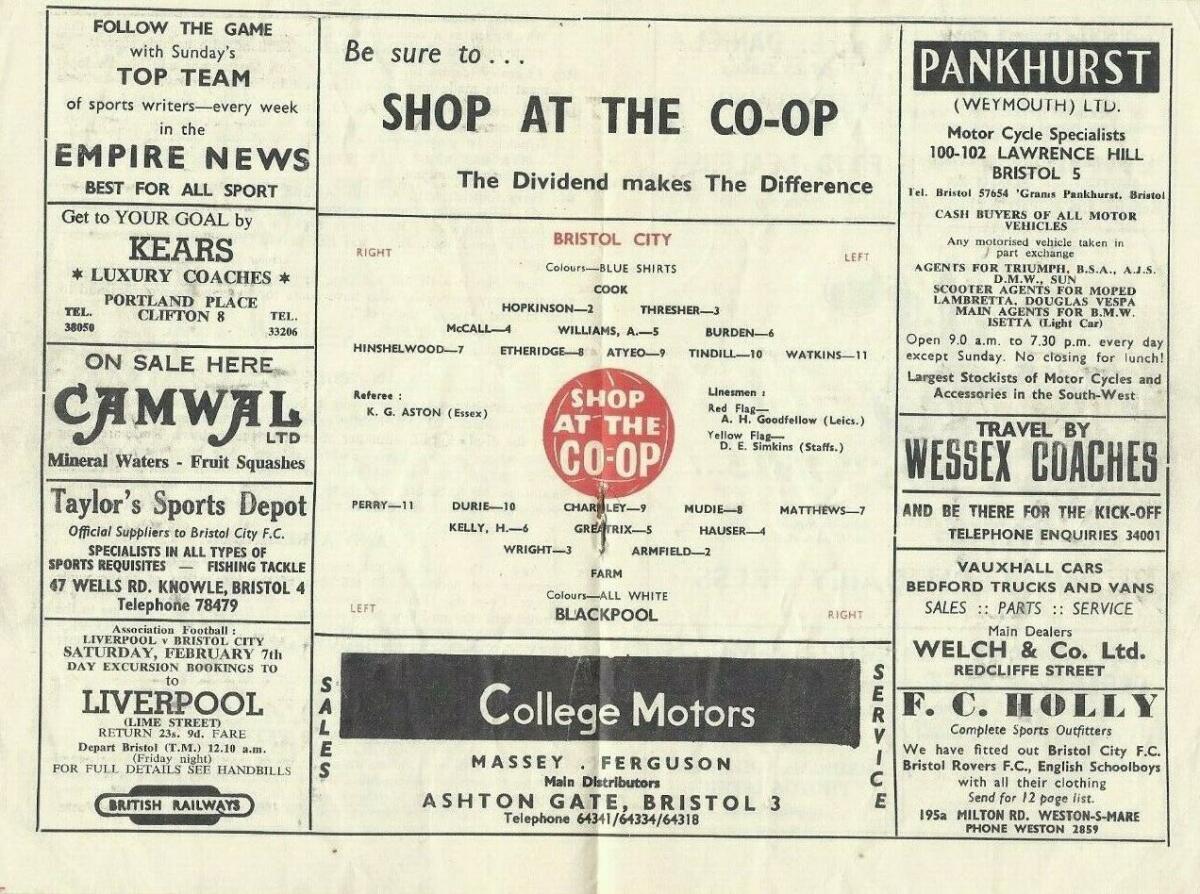 FOLLOW THE GAME
with Sunday's
TOP TEAM
of sports writers—every week
in the
EMPIRE NEWS
BEST FOR ALL SPORT
Get to YOUR GOAL by
KEARS
* LUXURY COACHES *
PORTLAND PLACE
CLIFTON 8
TEL.
38050
TEL.
33206
ON SALE HERE
CAMWAL
LTD
Mineral Waters - Fruit Squashes
Taylor's Sports Depot
Official Suppliers to Bristol City F.C.
SPECIALISTS IN ALL TYPES OF
SPORTS REQUISITES — FISHING TACKLE
47 WELLS RD. KNOWLE, BRISTOL 4
Telephone 78479
Association Football :
LIVERPOOL v BRISTOL CITY
SATURDAY, FEBRUARY 7th
DAY EXCURSION BOOKINGS TO
to
LIVERPOOL
(LIME STREET)
RETURN 23s. 9d. FARE
Depart Bristol (T.M.) 12.10 a.m.
(Friday night)
FOR FULL DETAILS SEE HANDBILLS
BRITISH RAILWAYS
Be sure to...
SHOP AT THE CO-OP
The Dividend makes The Difference
BRISTOL CITY
RIGHT
LEFT
Colours—BLUE SHIRTS
COOK
HOPKINSON—2 THRESHER—3
McCALL—4 WILLIAMS, A.—5 BURDEN—6
HINSHELWOOD—7 ETHERIDGE—8 ATYEO—9 TINDILL—10 WATKINS—11
Referee :
K. G. ASTON (Essex)
SHOP
AT THE
CO-OP
Linesmen :
Red Flag—
A. H. Goodfellow (Leics.)
Yellow Flag—
D. E. Simkins (Staffs.)
PERRY—11 DURIE—10 CHARNLEY—9 MUDIE—8 MATTHEWS—7
KELLY, H.—6 GREATRIX—5 HAUSER—4
WRIGHT—3 ARMFIELD—2
FARM
Colours—ALL WHITE
LEFT
BLACKPOOL
RIGHT
SALES
College Motors
SERVICE
MASSEY . FERGUSON
Main Distributors
ASHTON GATE, BRISTOL 3
Telephone 64341/64334/64318
PANKHURST
(WEYMOUTH) LTD.
Motor Cycle Specialists
100-102 LAWRENCE HILL
BRISTOL 5
Tel. Bristol 57654 'Grams Pankhurst, Bristol
CASH BUYERS OF ALL MOTOR
VEHICLES
Any motorised vehicle taken in
part exchange
AGENTS FOR TRIUMPH, B.S.A., A.J.S.
D.M.W., SUN
SCOOTER AGENTS FOR MOPED
LAMBRETTA, DOUGLAS VESPA
MAIN AGENTS FOR B.M.W.
ISETTA (Light Car)
Open 9.0 a.m. to 7.30 p.m. every day
except Sunday. No closing for lunch!
Largest Stockists of Motor Cycles and
Accessories in the South-West
TRAVEL BY
WESSEX COACHES
AND BE THERE FOR THE KICK-OFF
TELEPHONE ENQUIRIES 34001
VAUXHALL CARS
BEDFORD TRUCKS AND VANS
SALES :: PARTS :: SERVICE
Main Dealers
WELCH & Co. Ltd.
REDCLIFFE STREET
F. C. HOLLY
Complete Sports Outfitters
We have fitted out Bristol City F.C.
Bristol Rovers F.C., English Schoolboys
with all their clothing
Send for 12 page list.
195a MILTON RD. WESTON-S-MARE
PHONE WESTON 2859